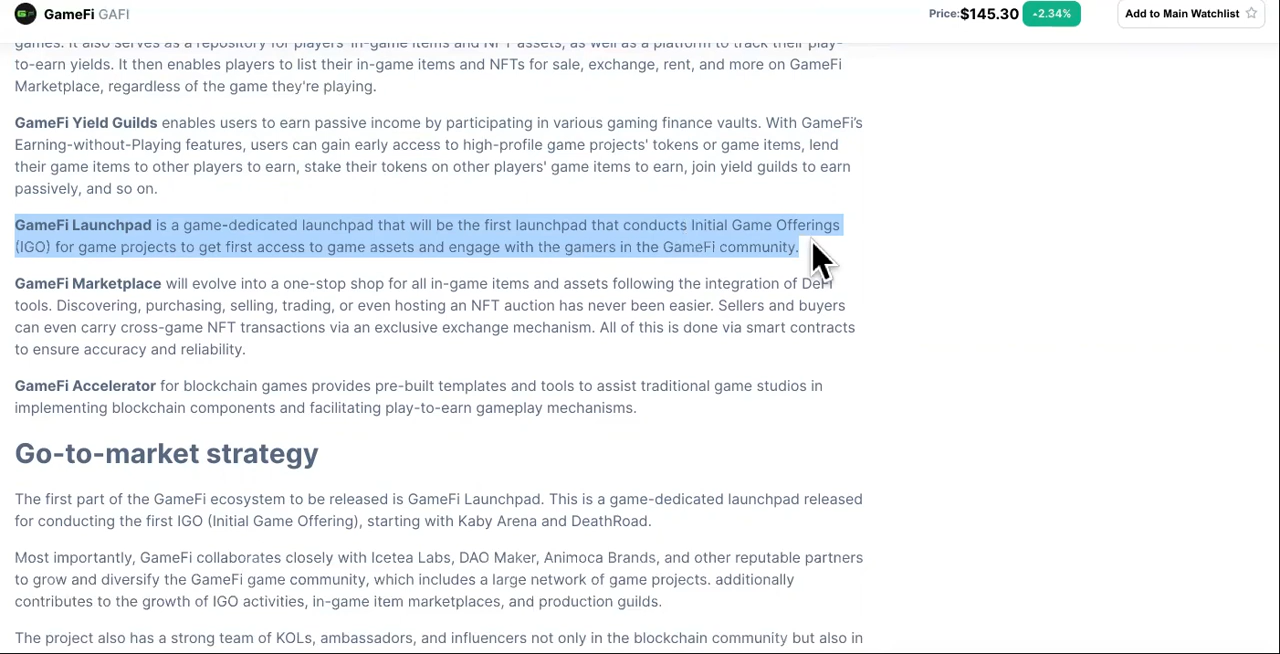 GameFi GAFI
Price:$145.30 2.34%
Add to Main Watchlist
games. It also serves as a repository for players' in-game items and NFT assets, as well as a platform to track their play-
to-earn yields. It then enables players to list their in-game items and NFTs for sale, exchange, rent, and more on GameFi
Marketplace, regardless of the game they're playing.
GameFi Yield Guilds enables users to earn passive income by participating in various gaming finance vaults. With GameFi's
Earning-without-Playing features, users can gain early access to high-profile game projects' tokens or game items, lend
their game items to other players to earn, stake their tokens on other players' game items to earn, join yield guilds to earn
passively, and so on.
GameFi Launchpad is a game-dedicated launchpad that will be the first launchpad that conducts Initial Game Offerings
(IGO) for game projects to get first access to game assets and engage with the gamers in the GameFi community.
GameFi Marketplace will evolve into a one-stop shop for all in-game items and assets following the integration of DeFi
tools. Discovering, purchasing, selling, trading, or even hosting an NFT auction has never been easier. Sellers and buyers
can even carry cross-game NFT transactions via an exclusive exchange mechanism. All of this is done via smart contracts
to ensure accuracy and reliability.
GameFi Accelerator for blockchain games provides pre-built templates and tools to assist traditional game studios in
implementing blockchain components and facilitating play-to-earn gameplay mechanisms.
Go-to-market strategy
The first part of the GameFi ecosystem to be released is GameFi Launchpad. This is a game-dedicated launchpad released
for conducting the first IGO (Initial Game Offering), starting with Kaby Arena and DeathRoad.
Most importantly, GameFi collaborates closely with Icetea Labs, DAO Maker, Animoca Brands, and other reputable partners
to grow and diversify the GameFi game community, which includes a large network of game projects. additionally
contributes to the growth of IGO activities, in-game item marketplaces, and production guilds.
The project also has a strong team of KOLs, ambassadors, and influencers not only in the blockchain community but also in